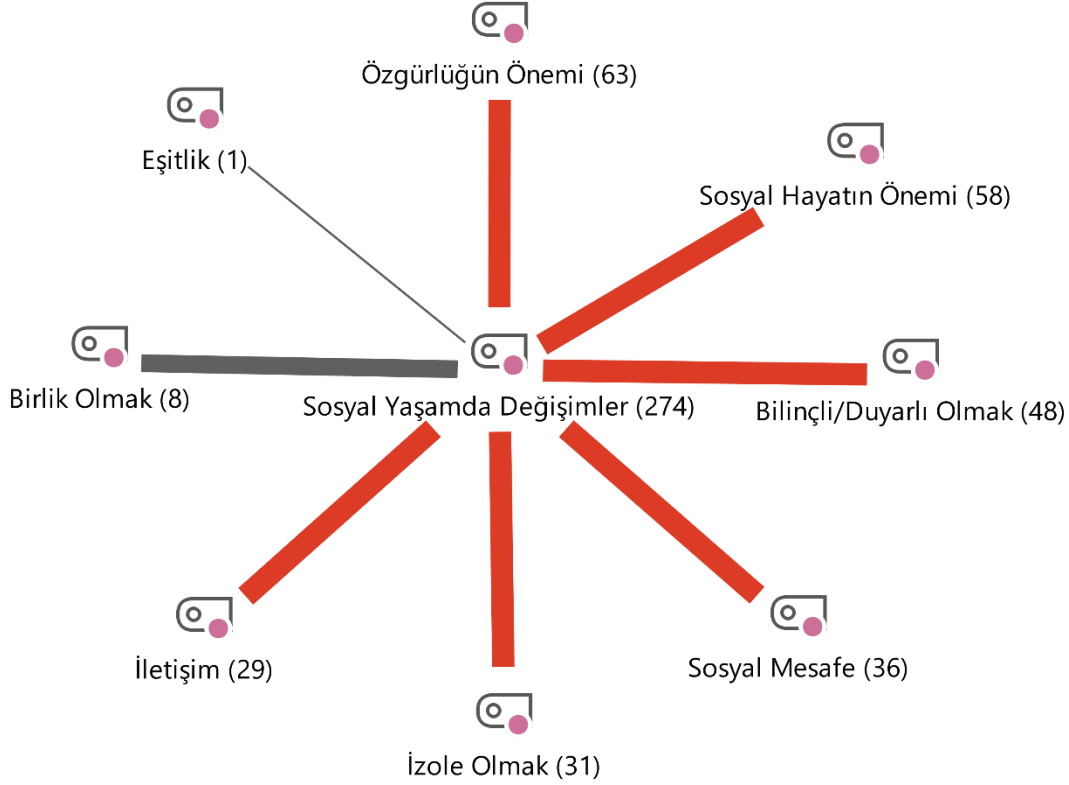 Özgürlüğün Önemi (63)
Eşitlik (1)
Sosyal Hayatın Önemi (58)
Birlik Olmak (8)
Sosyal Yaşamda Değişimler (274)
Bilinçli/Duyarlı Olmak (48)
İletişim (29)
Sosyal Mesafe (36)
İzole Olmak (31)